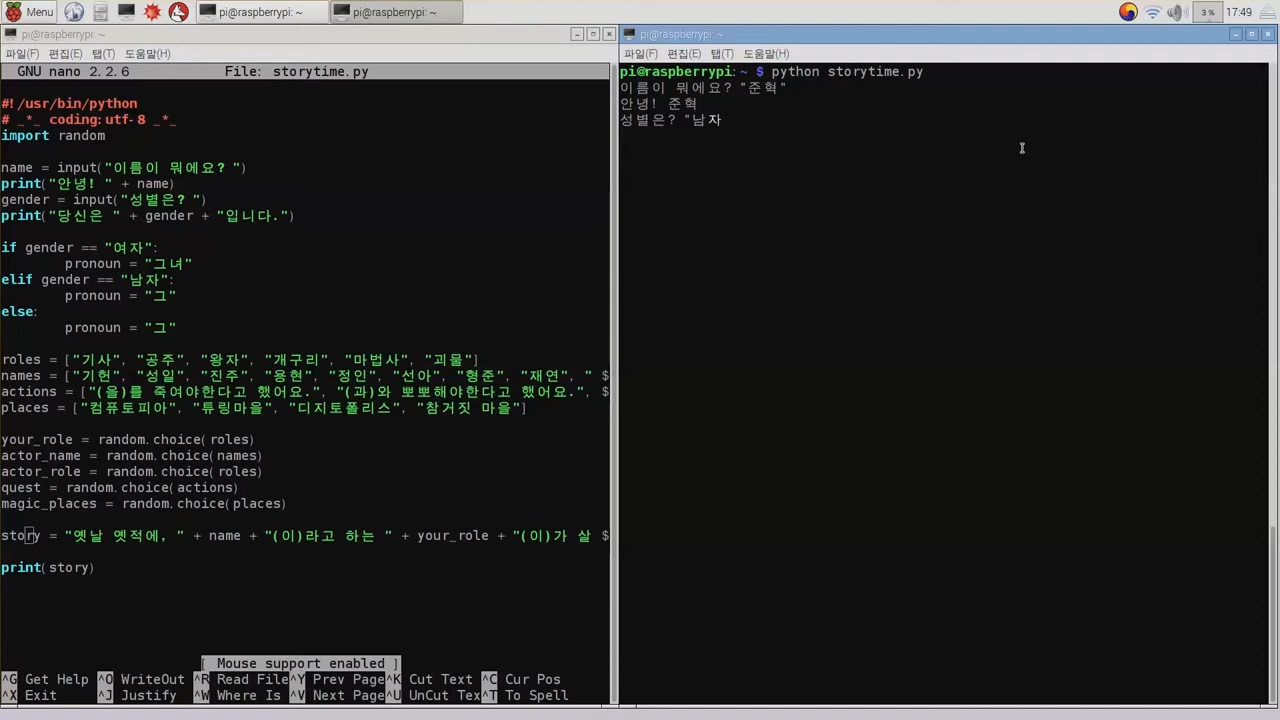 Menu
pi@raspberrypi: ~
pi@raspberrypi: ~
3 %
17:49
pi@raspberrypi: ~
파일(F) 편집(E) 탭(T) 도움말(H)
GNU nano 2.2.6 File: storytime.py
#!/usr/bin/python
# _*_ coding:utf-8 _*_
import random
name = input("이름이 뭐에요? ")
print("안녕! " + name)
gender = input("성별은? ")
print("당신은 " + gender + "입니다.")
if gender == "여자":
pronoun = "그녀"
elif gender == "남자":
pronoun = "그"
else:
pronoun = "그"
roles = ["기사", "공주", "왕자", "개구리", "마법사", "괴물"]
names = ["기헌", "성일", "진주", "용현", "정인", "선아", "형준", "재연", " $
actions = ["(을)를 죽여야한다고 했어요.", "(과)와 뽀뽀해야한다고 했어요.", $
places = ["컴퓨토피아", "튜링마을", "디지토폴리스", "참거짓 마을"]
your_role = random.choice(roles)
actor_name = random.choice(names)
actor_role = random.choice(roles)
quest = random.choice(actions)
magic_places = random.choice(places)
story = "옛날 옛적에, " + name + "(이)라고 하는 " + your_role + "(이)가 살 $
print(story)
[ Mouse support enabled ]
^G Get Help ^O WriteOut ^R Read File ^Y Prev Page ^K Cut Text ^C Cur Pos
^X Exit ^J Justify ^W Where Is ^V Next Page ^U UnCut Tex ^T To Spell
pi@raspberrypi: ~
파일(F) 편집(E) 탭(T) 도움말(H)
pi@raspberrypi:~ $ python storytime.py
이름이 뭐에요? "준혁"
안녕! 준혁
성별은? "남자